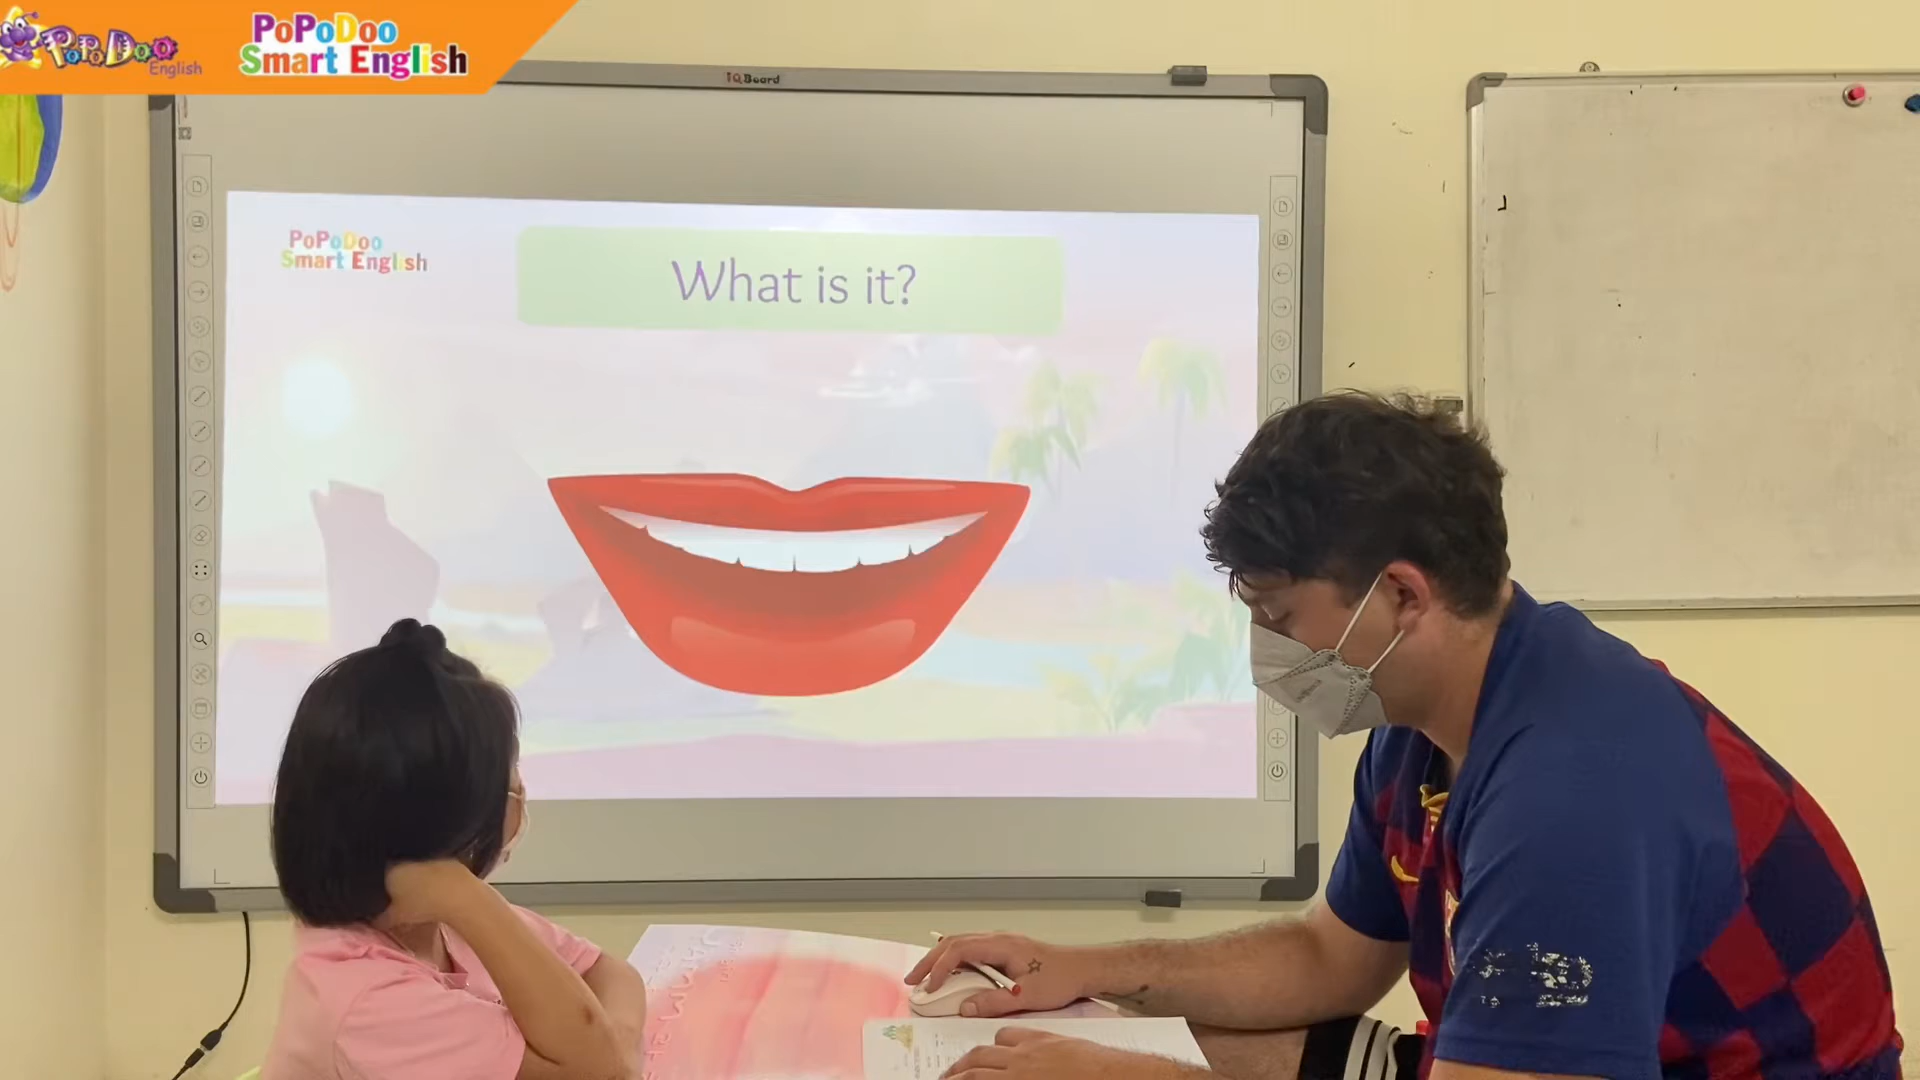 PoPoDoo
English
PoPoDoo
Smart English
iQBoard
PoPoDoo
Smart English
What is it?